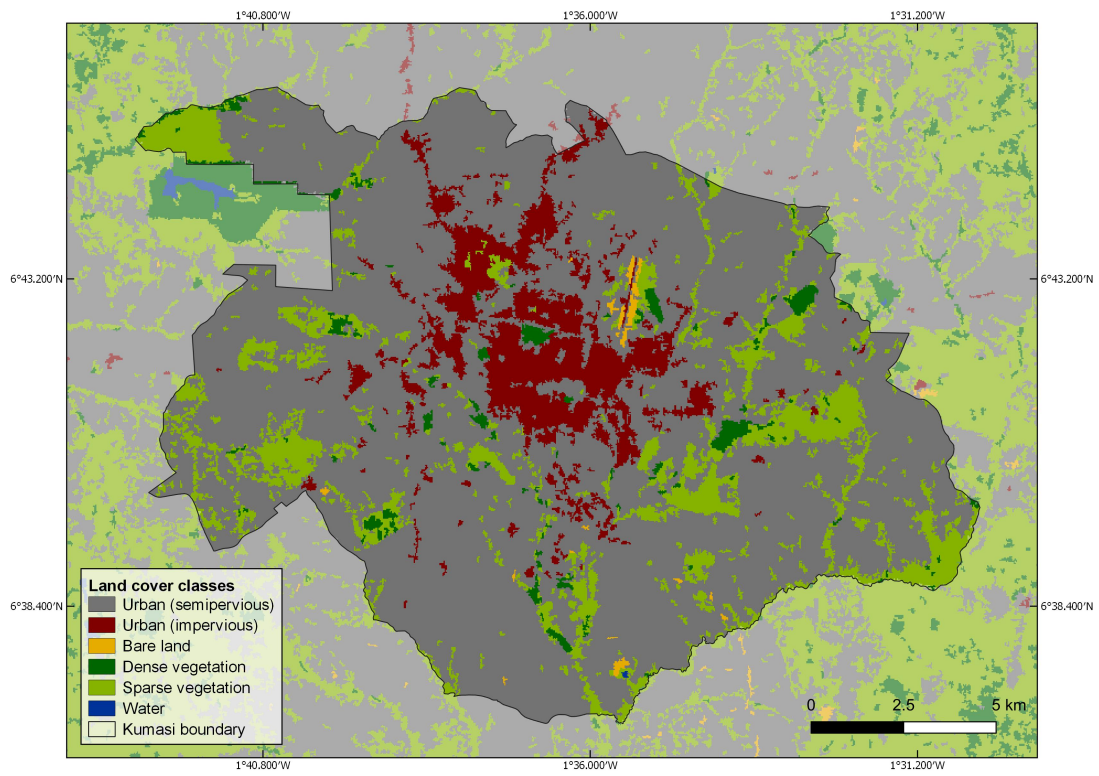 1°40.800'W 1°36.000'W 1°31.200'W
6°43.200'N 6°43.200'N
6°38.400'N 6°38.400'N
Land cover classes
Urban (semipervious)
Urban (impervious)
Bare land
Dense vegetation
Sparse vegetation
Water
Kumasi boundary
0 2.5 5 km
1°40.800'W 1°36.000'W 1°31.200'W